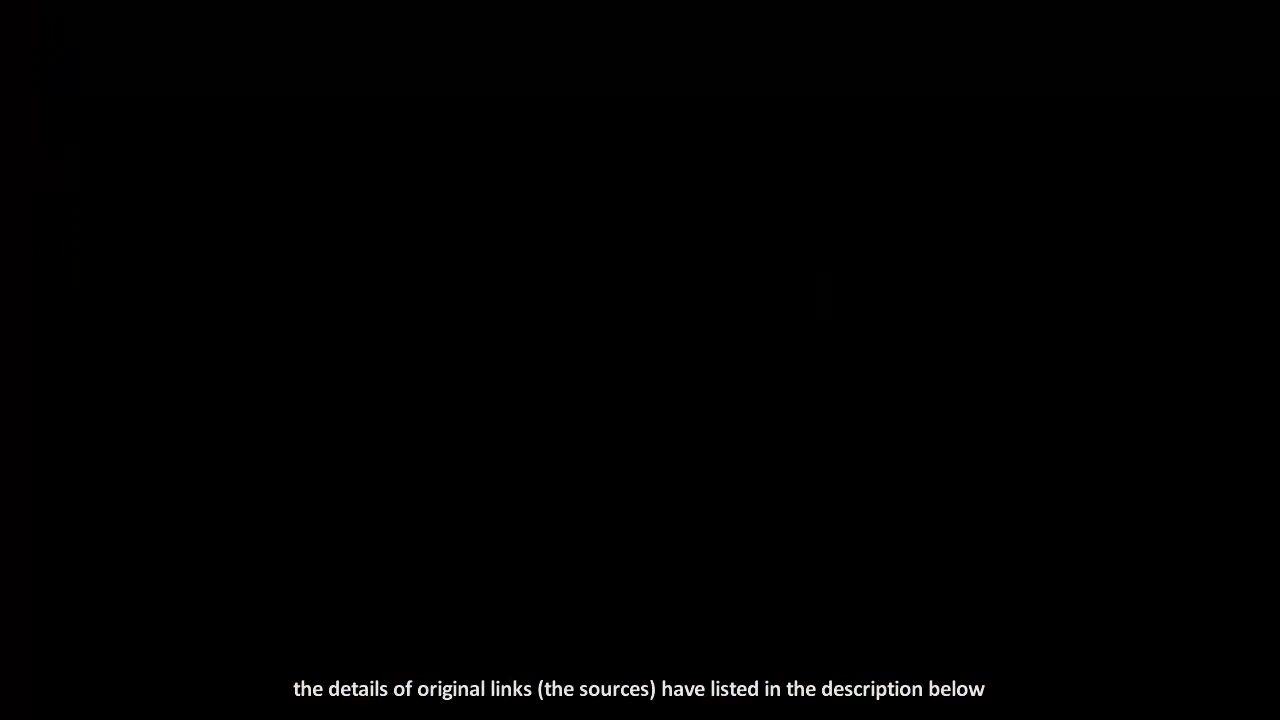 the details of original links (the sources) have listed in the description below